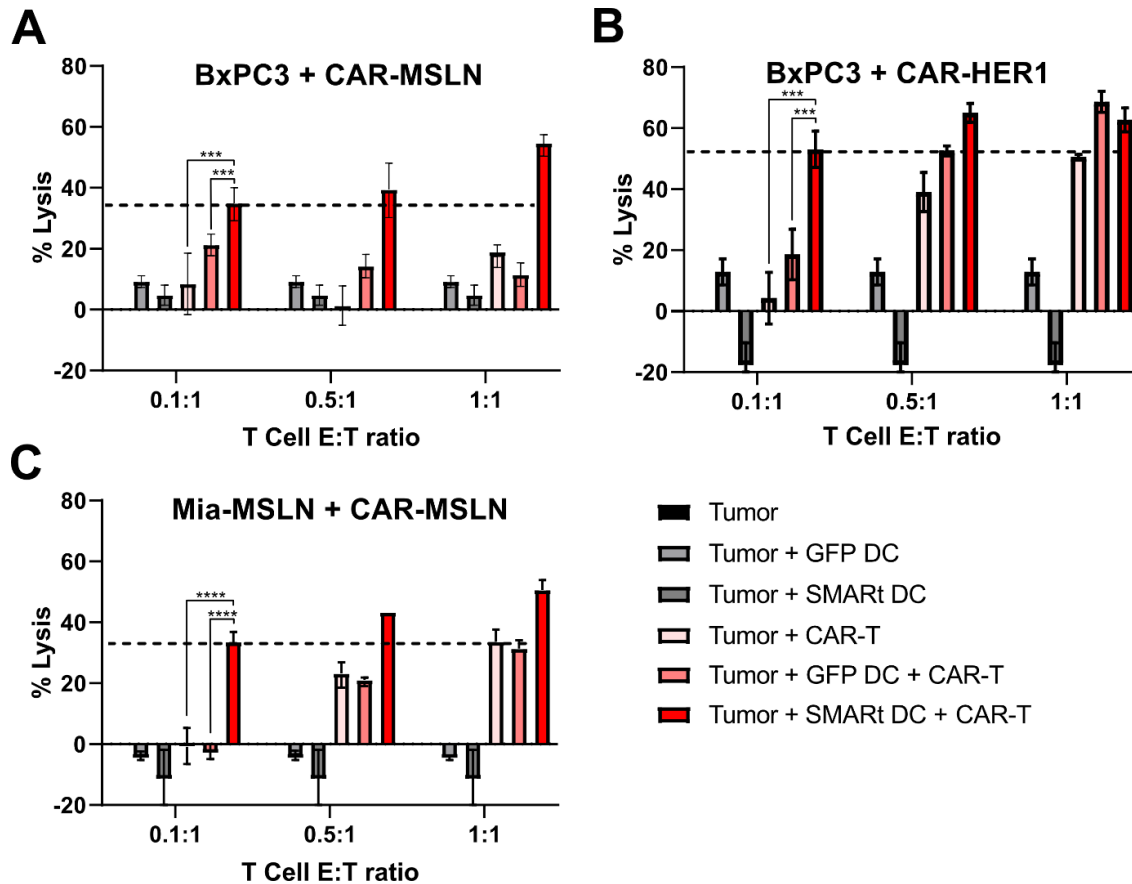 A
BxPC3 + CAR-MSLN
% Lysis
80
60
40
20
0
-20
***
***
0.1:1 0.5:1 1:1
T Cell E:T ratio
B
BxPC3 + CAR-HER1
% Lysis
80
60
40
20
0
-20
***
***
0.1:1 0.5:1 1:1
T Cell E:T ratio
C
Mia-MSLN + CAR-MSLN
% Lysis
80
60
40
20
0
-20
****
****
0.1:1 0.5:1 1:1
T Cell E:T ratio
Tumor
Tumor + GFP DC
Tumor + SMARt DC
Tumor + CAR-T
Tumor + GFP DC + CAR-T
Tumor + SMARt DC + CAR-T